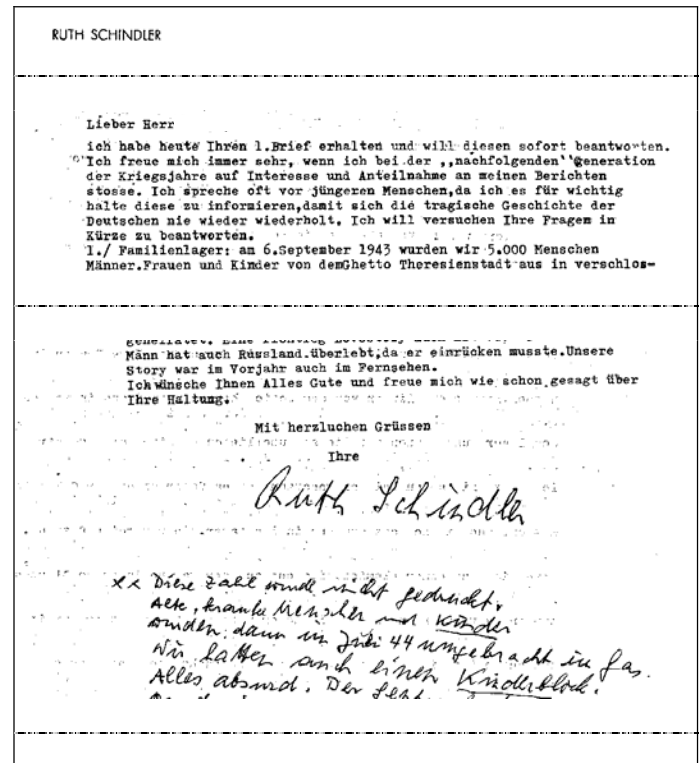 RUTH SCHINDLER
Lieber Herr
ich habe heute Ihren 1.Brief erhalten und will diesen sofort beantworten.
Ich freue mich immer sehr, wenn ich bei der ,,nachfolgenden'' Generation
der Kriegsjahre auf Interesse und Anteilnahme an meinen Berichten
stosse. Ich spreche oft vor jüngeren Menschen,da ich es für wichtig
halte diese zu informieren,damit sich die tragische Geschichte der
Deutschen nie wieder wiederholt. Ich will versuchen Ihre Fragen in
Kürze zu beantworten.
1./ Familienlager: am 6.September 1943 wurden wir 5.000 Menschen
Männer.Frauen und Kinder von demGhetto Theresienstadt aus in verschlos-
Mann hat auch Russland.überlebt,da er einrücken musste.Unsere
Story war im Vorjahr auch im Fernsehen.
Ich wünsche Ihnen Alles Gute und freue mich wie schon gesagt über
Ihre Haltung.
Mit herzluchen Grüssen
Ihre
Ruth Schindler
x x Diese Zahl wurde nicht gedruckt.
Alte, kranke Menschen und Kinder
wurden dann im Juli 44 umgebracht in Gas.
Wir hatten auch einen Kinderblock.
Alles absurd. Der